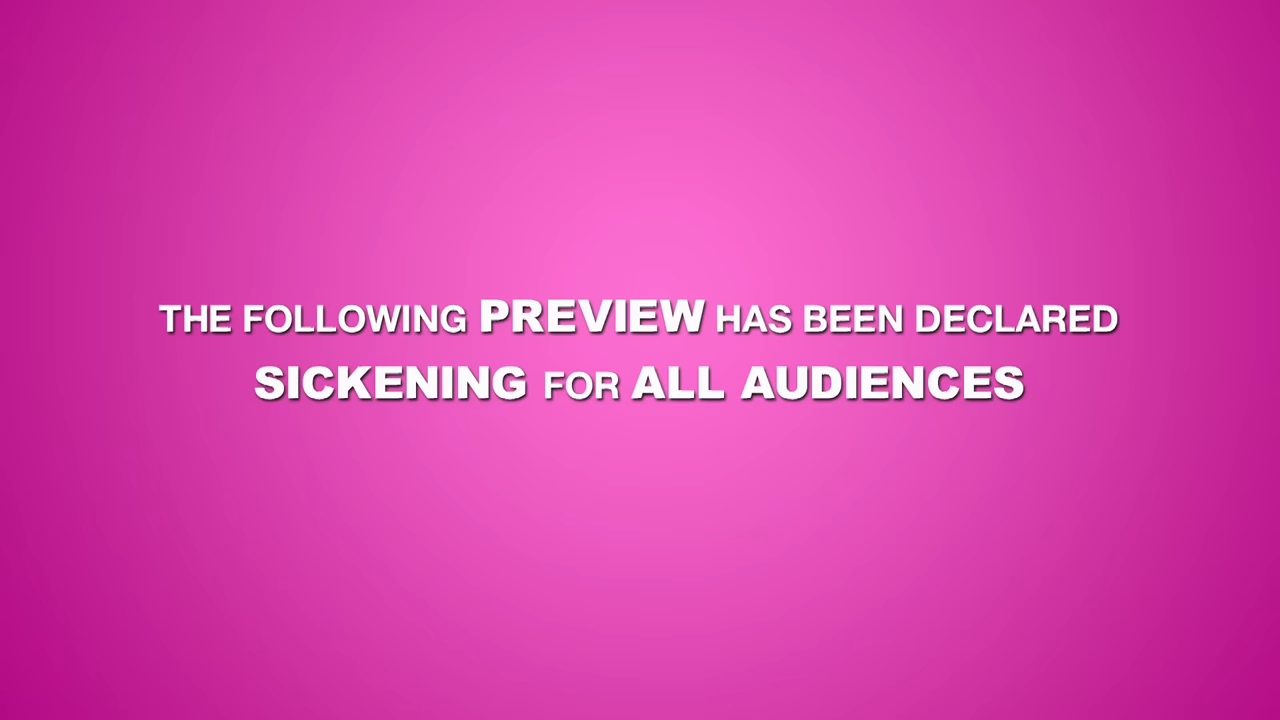 THE FOLLOWING PREVIEW HAS BEEN DECLARED
SICKENING FOR ALL AUDIENCES